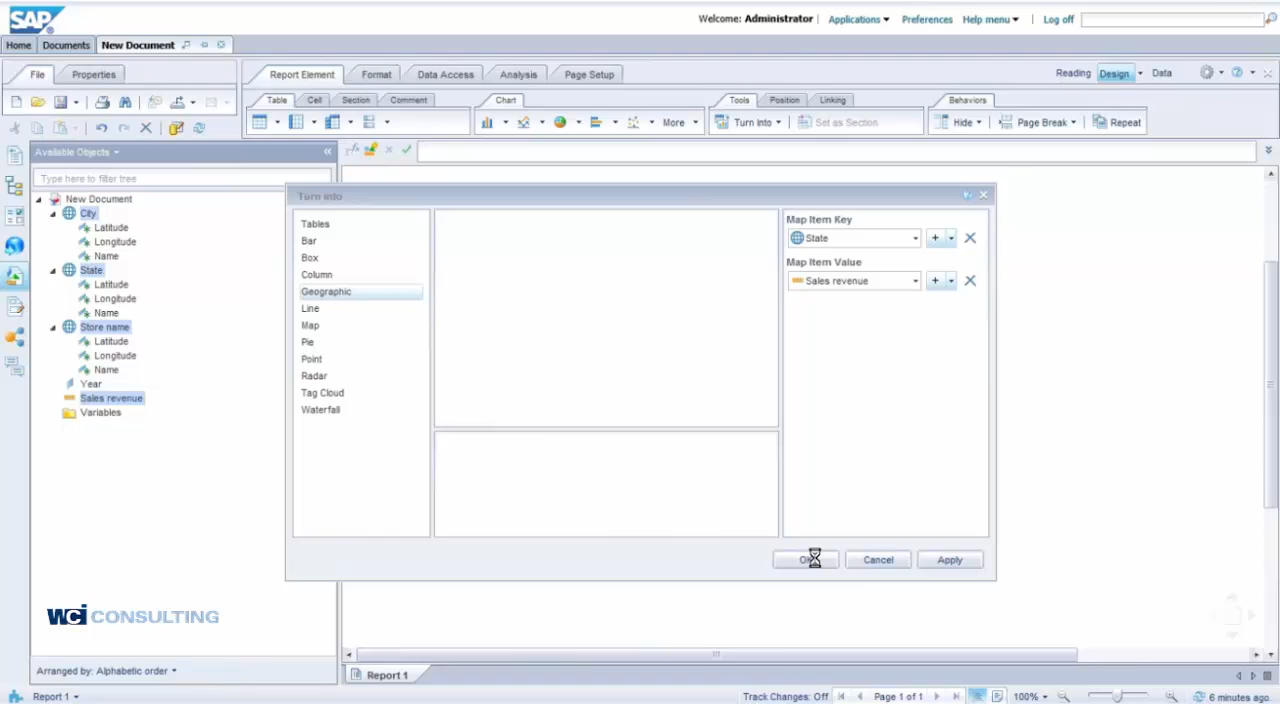 SAP
Welcome: Administrator | Applications | Preferences | Help menu | Log off
Home Documents New Document
File Properties Report Element Format Data Access Analysis Page Setup Reading Design Data
Table Cell Section Comment Chart Tools Position Linking Behaviors
More Turn Into Set as Section Hide Page Break Repeat
Available Objects
Type here to filter tree
New Document
City
Latitude
Longitude
Name
State
Latitude
Longitude
Name
Store name
Latitude
Longitude
Name
Year
Sales revenue
Variables
Turn into
Tables
Bar
Box
Column
Geographic
Line
Map
Pie
Point
Radar
Tag Cloud
Waterfall
Map Item Key
State
Map Item Value
Sales revenue
Cancel Apply
WCI CONSULTING
Arranged by: Alphabetic order
Report 1
Report 1 Track Changes: Off Page 1 of 1 100% 6 minutes ago